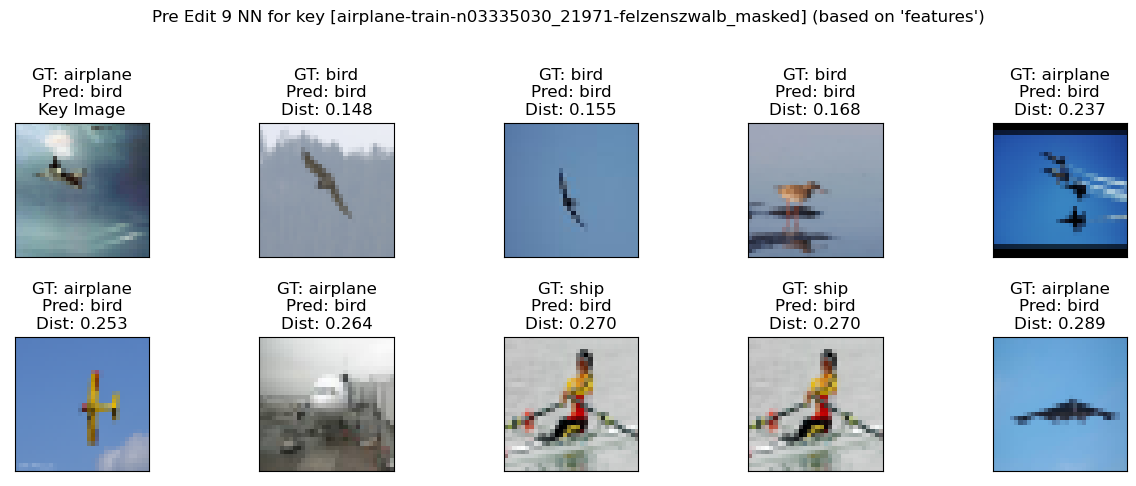 Pre Edit 9 NN for key [airplane-train-n03335030_21971-felzenszwalb_masked] (based on 'features')
GT: airplane
Pred: bird
Key Image
GT: bird
Pred: bird
Dist: 0.148
GT: bird
Pred: bird
Dist: 0.155
GT: bird
Pred: bird
Dist: 0.168
GT: airplane
Pred: bird
Dist: 0.237
GT: airplane
Pred: bird
Dist: 0.253
GT: airplane
Pred: bird
Dist: 0.264
GT: ship
Pred: bird
Dist: 0.270
GT: ship
Pred: bird
Dist: 0.270
GT: airplane
Pred: bird
Dist: 0.289